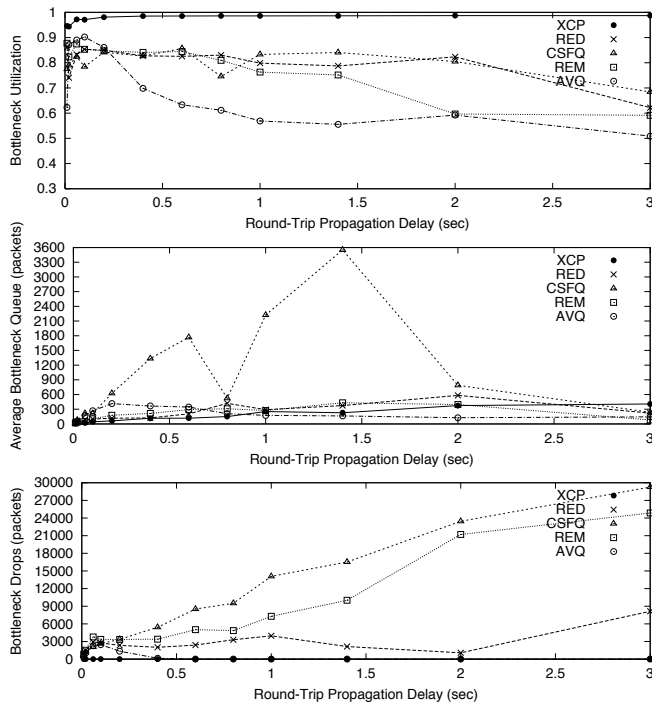 Bottleneck Utilization
1
0.9
0.8
0.7
0.6
0.5
0.4
0.3
0 0.5 1 1.5 2 2.5 3
Round-Trip Propagation Delay (sec)
XCP
RED
CSFQ
REM
AVQ
Average Bottleneck Queue (packets)
3600
3300
3000
2700
2400
2100
1800
1500
1200
900
600
300
0
0.5 1 1.5 2 2.5 3
Round-Trip Propagation Delay (sec)
XCP
RED
CSFQ
REM
AVQ
Bottleneck Drops (packets)
30000
27000
24000
21000
18000
15000
12000
9000
6000
3000
0
0 0.5 1 1.5 2 2.5 3
Round-Trip Propagation Delay (sec)
XCP
RED
CSFQ
REM
AVQ